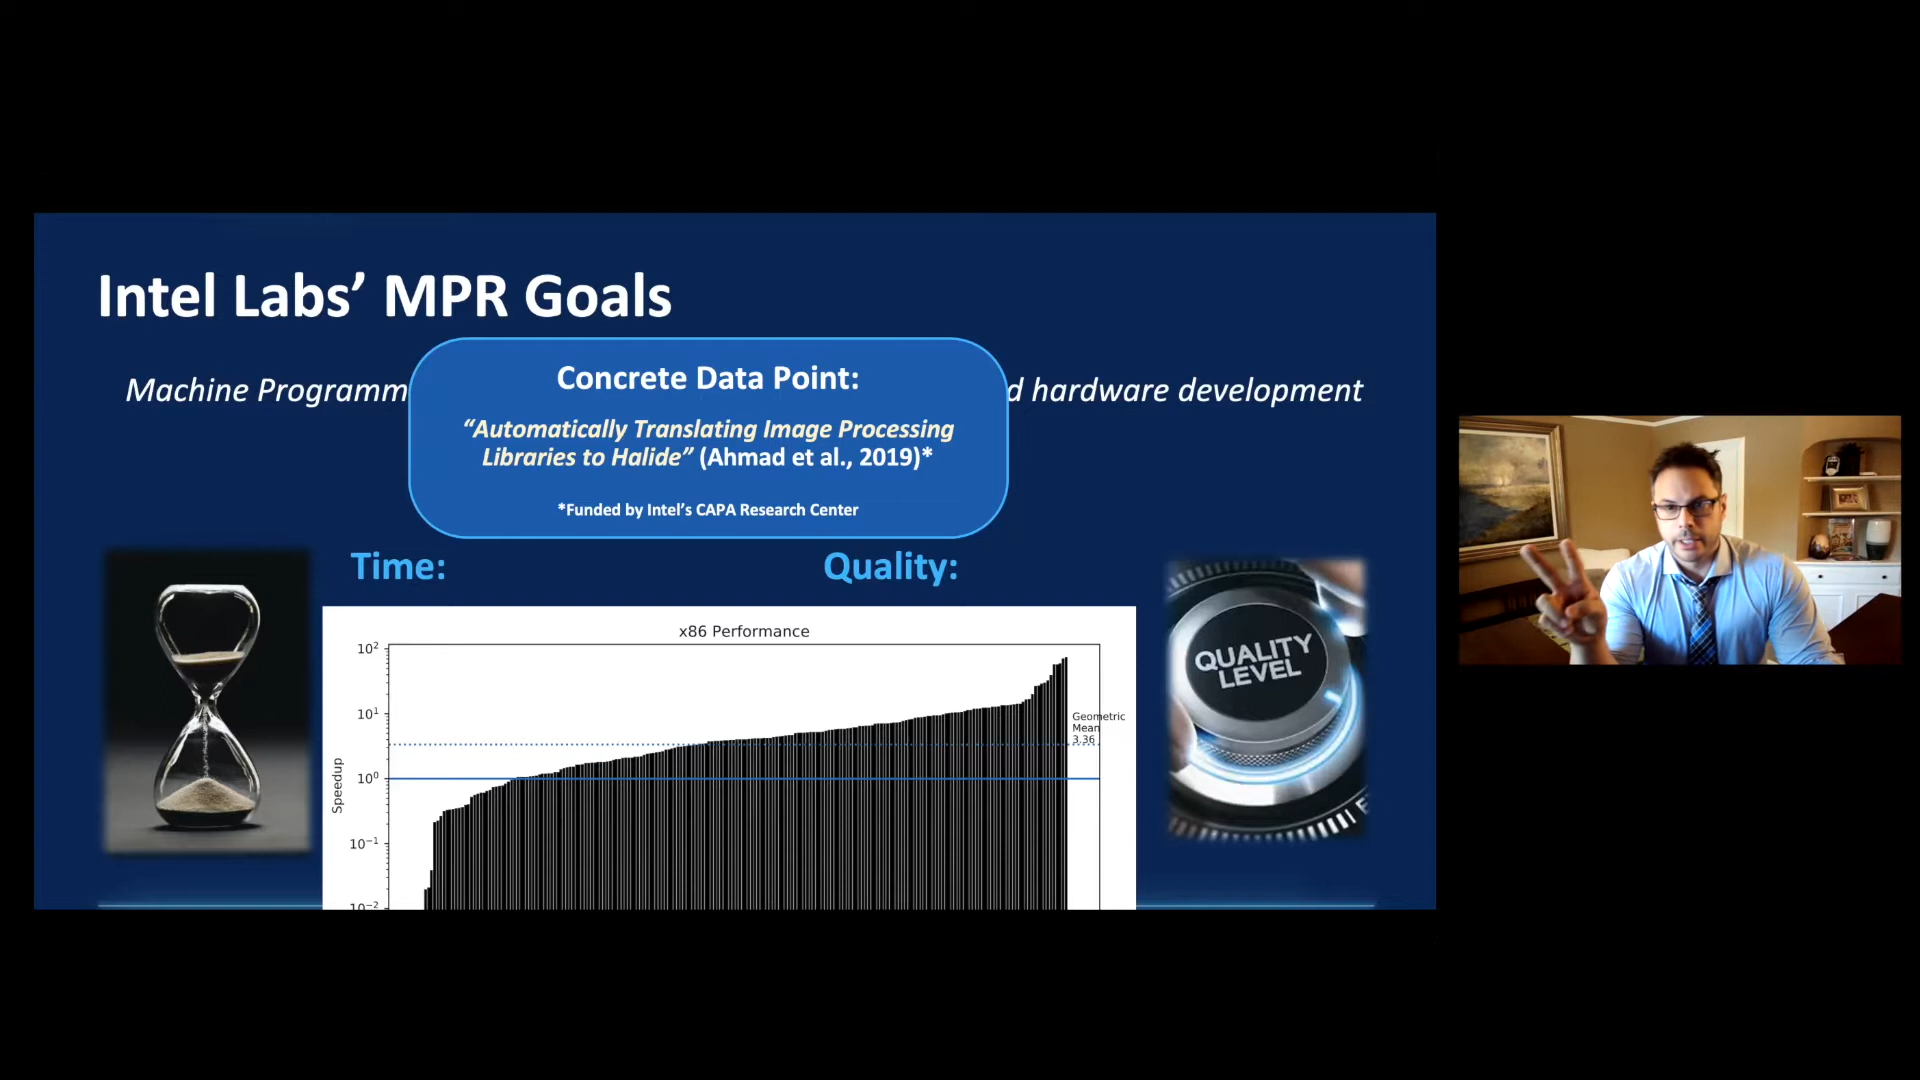 Intel Labs’ MPR Goals
Machine Programm
d hardware development
Concrete Data Point:
“Automatically Translating Image Processing
Libraries to Halide” (Ahmad et al., 2019)*
*Funded by Intel’s CAPA Research Center
Time:
Quality:
x86 Performance
10²
10¹
10⁰
10⁻¹
10⁻²
Speedup
Geometric
Mean
3.36
QUALITY
LEVEL